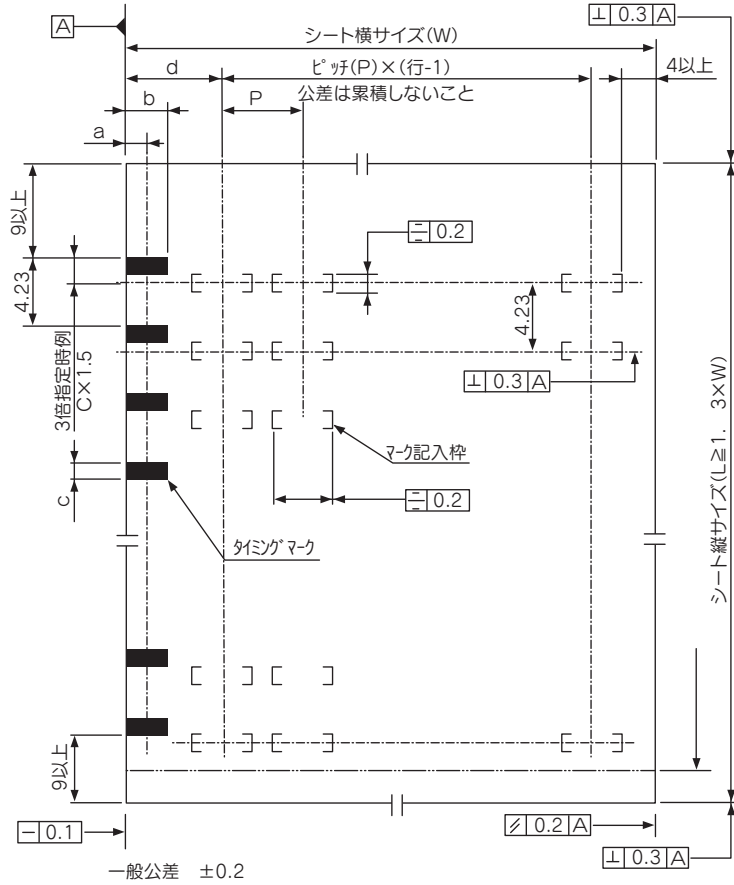 A
⊥ 0.3 A
シート横サイズ(W)
d
ピッチ(P)×(行-1)
4以上
公差は累積しないこと
b
P
a
9以上
⌯ 0.2
4.23
4.23
3倍指定時例
C×1.5
⊥ 0.3 A
マーク記入枠
⌯ 0.2
c
タイミングマーク
シート縦サイズ(L≧1. 3×W)
9以上
− 0.1
⫽ 0.2 A
⊥ 0.3 A
一般公差 ±0.2